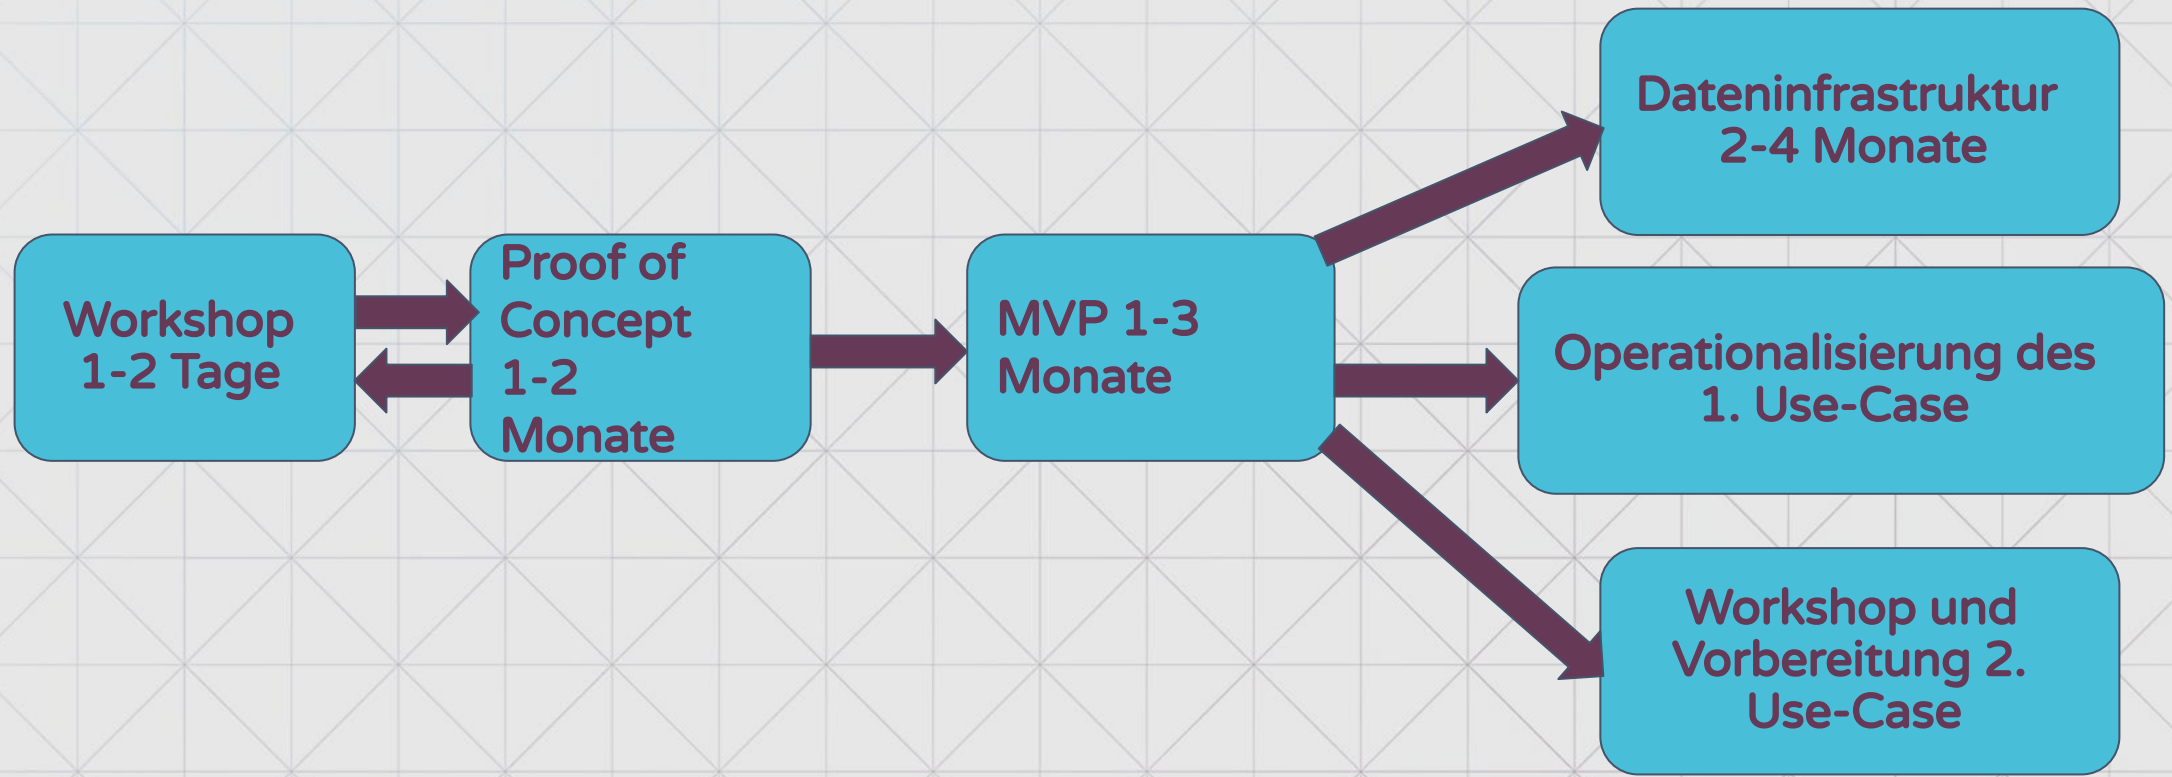 Workshop
1-2 Tage
Proof of
Concept
1-2
Monate
MVP 1-3
Monate
Dateninfrastruktur
2-4 Monate
Operationalisierung des
1. Use-Case
Workshop und
Vorbereitung 2.
Use-Case